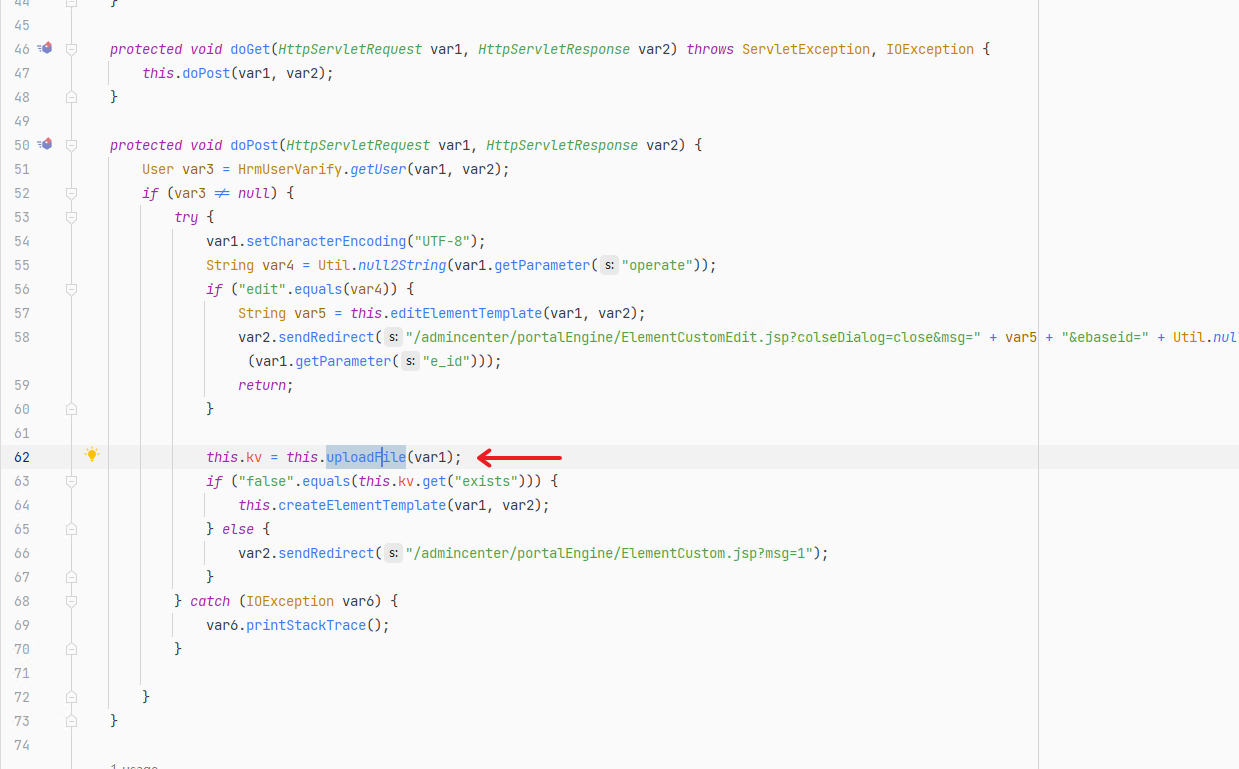 44 }
45
46 protected void doGet(HttpServletRequest var1, HttpServletResponse var2) throws ServletException, IOException {
47 this.doPost(var1, var2);
48 }
49
50 protected void doPost(HttpServletRequest var1, HttpServletResponse var2) {
51 User var3 = HrmUserVarify.getUser(var1, var2);
52 if (var3 ≠ null) {
53 try {
54 var1.setCharacterEncoding("UTF-8");
55 String var4 = Util.null2String(var1.getParameter( s: "operate"));
56 if ("edit".equals(var4)) {
57 String var5 = this.editElementTemplate(var1, var2);
58 var2.sendRedirect( s: "/admincenter/portalEngine/ElementCustomEdit.jsp?colseDialog=close&msg=" + var5 + "&ebaseid=" + Util.nul
(var1.getParameter( s: "e_id")));
59 return;
60 }
61
62 this.kv = this.uploadFile(var1);
63 if ("false".equals(this.kv.get("exists"))) {
64 this.createElementTemplate(var1, var2);
65 } else {
66 var2.sendRedirect( s: "/admincenter/portalEngine/ElementCustom.jsp?msg=1");
67 }
68 } catch (IOException var6) {
69 var6.printStackTrace();
70 }
71
72 }
73 }
74
1 usage